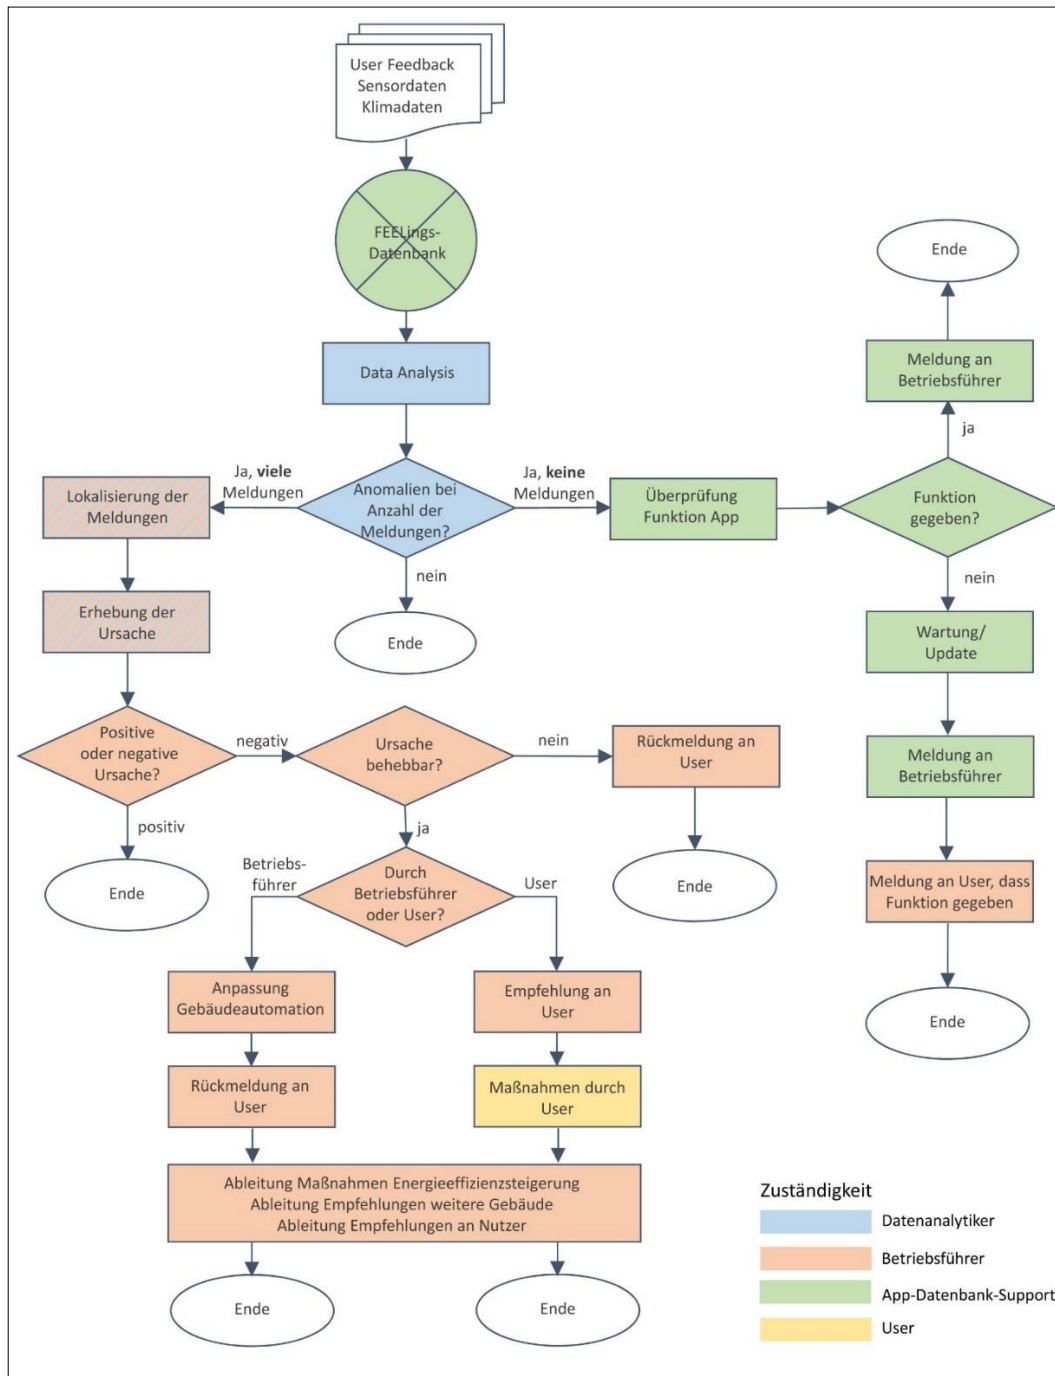 User Feedback
Sensordaten
Klimadaten
FEELings-
Datenbank
Ende
Data Analysis
Meldung an
Betriebsführer
ja
Ja, viele
Meldungen
Ja, keine
Meldungen
Anomalien bei
Anzahl der
Meldungen?
Lokalisierung der
Meldungen
Überprüfung
Funktion App
Funktion
gegeben?
nein
nein
Erhebung der
Ursache
Ende
Wartung/
Update
Positive
oder negative
Ursache?
negativ
Ursache
behebbar?
nein
Rückmeldung an
User
Meldung an
Betriebsführer
positiv
ja
Ende
Betriebs-
führer
Durch
Betriebsführer
oder User?
User
Ende
Meldung an User, dass
Funktion gegeben
Anpassung
Gebäudeautomation
Empfehlung an
User
Ende
Rückmeldung an
User
Maßnahmen durch
User
Ableitung Maßnahmen Energieeffizienzsteigerung
Ableitung Empfehlungen weitere Gebäude
Ableitung Empfehlungen an Nutzer
Ende
Ende
Zuständigkeit
Datenanalytiker
Betriebsführer
App-Datenbank-Support
User